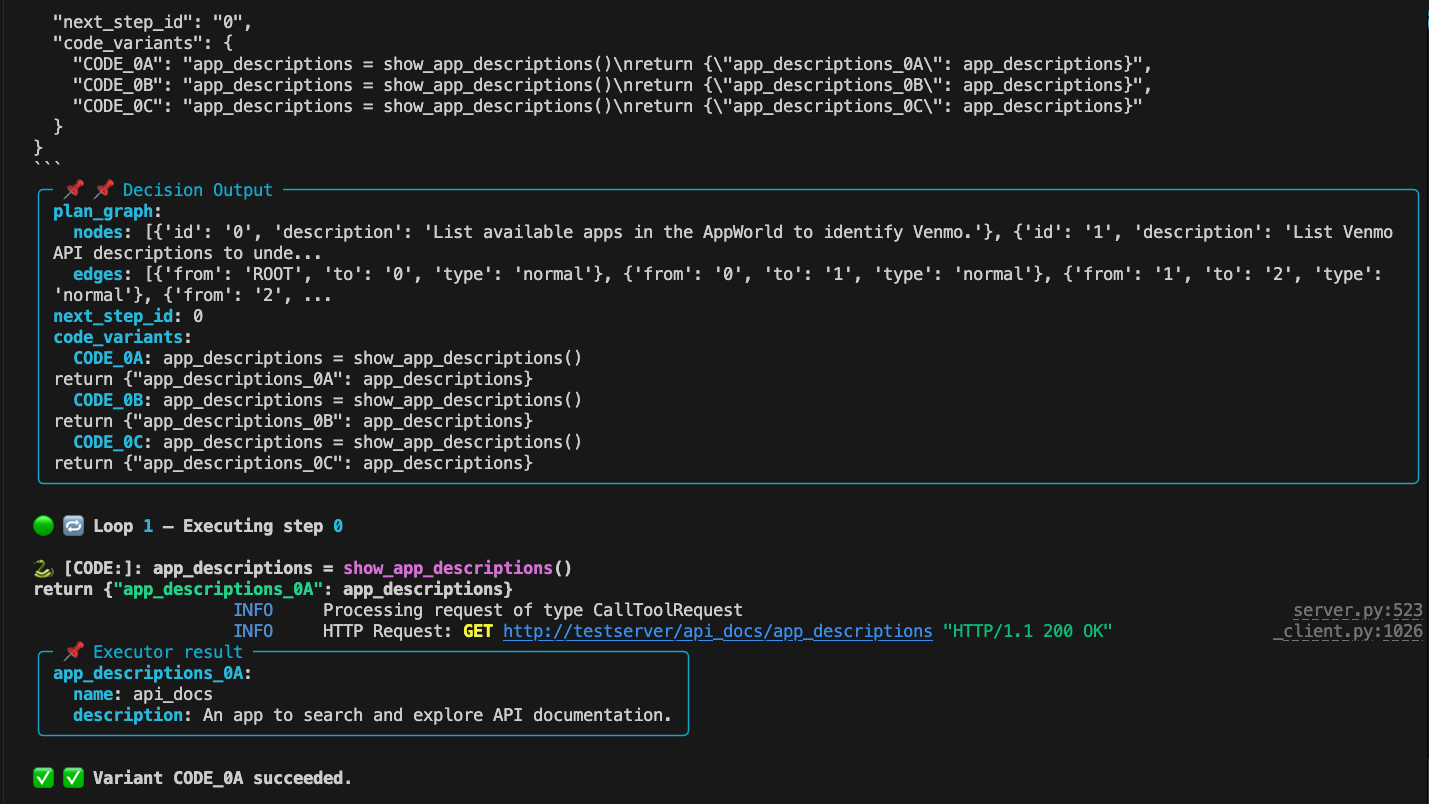 "next_step_id": "0",
"code_variants": {
"CODE_0A": "app_descriptions = show_app_descriptions()\nreturn {\"app_descriptions_0A\": app_descriptions}",
"CODE_0B": "app_descriptions = show_app_descriptions()\nreturn {\"app_descriptions_0B\": app_descriptions}",
"CODE_0C": "app_descriptions = show_app_descriptions()\nreturn {\"app_descriptions_0C\": app_descriptions}"
}
}
```
📌 📌 Decision Output
plan_graph:
nodes: [{'id': '0', 'description': 'List available apps in the AppWorld to identify Venmo.'}, {'id': '1', 'description': 'List Venmo
API descriptions to unde...
edges: [{'from': 'ROOT', 'to': '0', 'type': 'normal'}, {'from': '0', 'to': '1', 'type': 'normal'}, {'from': '1', 'to': '2', 'type':
'normal'}, {'from': '2', ...
next_step_id: 0
code_variants:
CODE_0A: app_descriptions = show_app_descriptions()
return {"app_descriptions_0A": app_descriptions}
CODE_0B: app_descriptions = show_app_descriptions()
return {"app_descriptions_0B": app_descriptions}
CODE_0C: app_descriptions = show_app_descriptions()
return {"app_descriptions_0C": app_descriptions}
🟢 🔁 Loop 1 — Executing step 0
🐍 [CODE:]: app_descriptions = show_app_descriptions()
return {"app_descriptions_0A": app_descriptions}
INFO Processing request of type CallToolRequest server.py:523
INFO HTTP Request: GET http://testserver/api_docs/app_descriptions "HTTP/1.1 200 OK" _client.py:1026
📌 Executor result
app_descriptions_0A:
name: api_docs
description: An app to search and explore API documentation.
✅ ✅ Variant CODE_0A succeeded.